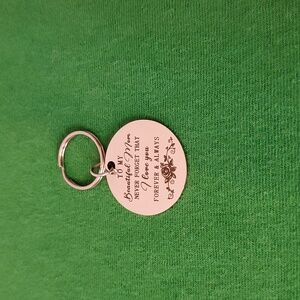 TO MY
Beautiful Mom
NEVER FORGET THAT
I love you
FOREVER & ALWAYS